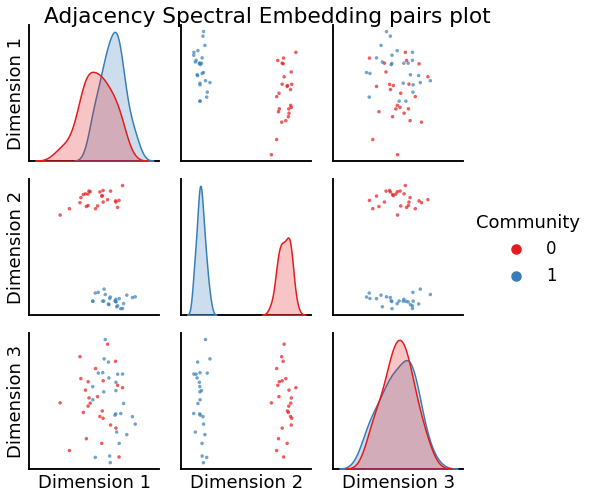 Adjacency Spectral Embedding pairs plot
Dimension 1
Dimension 2
Community
0
1
Dimension 3
Dimension 1
Dimension 2
Dimension 3